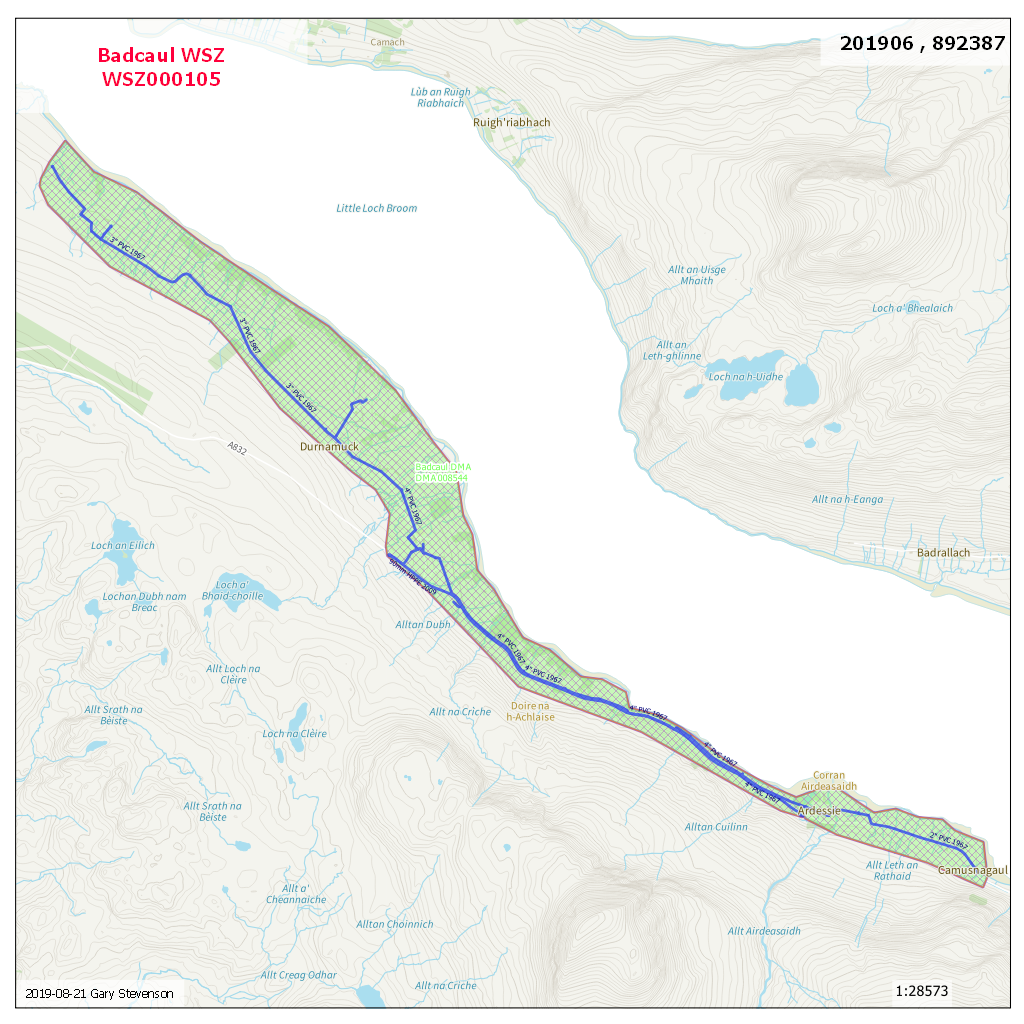 Badcaul WSZ
WSZ000105
201906 , 892387
Camach
Lùb an Ruigh
Riabhaich
Ruigh'riabhach
Little Loch Broom
3" PVC 1967
Allt an Uisge
Mhaith
Loch a' Bhealaich
3" PVC 1967
Allt an
Leth-ghlinne
Loch na h-Uidhe
3" PVC 1967
A832
Durnamuck
Badcaul DMA
DMA008544
4" PVC 1967
Allt na h-Eanga
Loch an Eilich
Badrallach
90mm HPPE 2009
Loch a'
Bhaid-choille
Lochan Dubh nam
Breac
Alltan Dubh
4" PVC 1967
4" PVC 1967
Allt Loch na
Clèire
Allt Srath na
Bèiste
Allt na Crìche
Doire na
h-Achlaise
4" PVC 1967
Loch na Clèire
4" PVC 1967
Corran
Airdeasaidh
4" PVC 1967
Allt Srath na
Bèiste
Ardessie
Alltan Cuilinn
2" PVC 1967
Allt Leth an
Rathaid
Camusnagaul
Allt a'
Cheannaiche
Alltan Choinnich
Allt Airdeasaidh
Allt Creag Odhar
Allt na Criche
2019-08-21 Gary Stevenson
1:28573